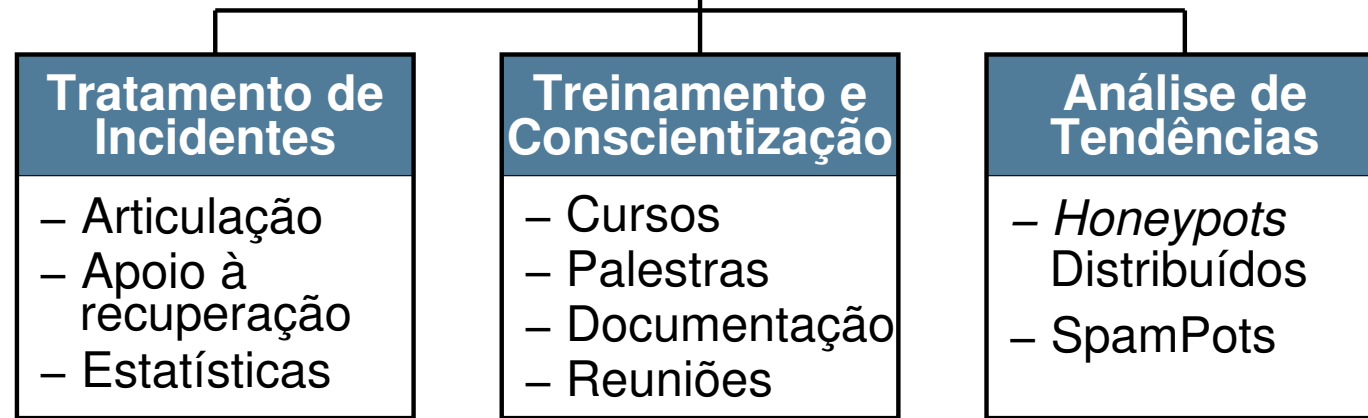 Tratamento de
Incidentes
– Articulação
– Apoio à
recuperação
– Estatísticas
Treinamento e
Conscientização
– Cursos
– Palestras
– Documentação
– Reuniões
Análise de
Tendências
– Honeypots
Distribuídos
– SpamPots